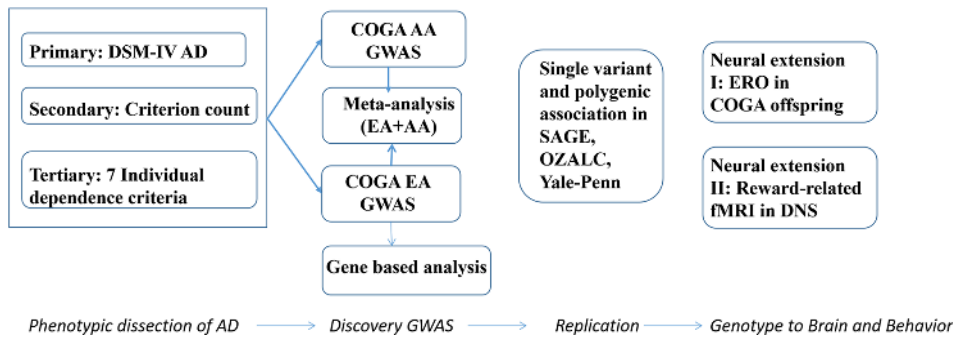 Primary: DSM-IV AD
Secondary: Criterion count
Tertiary: 7 Individual
dependence criteria
COGA AA
GWAS
Meta-analysis
(EA+AA)
COGA EA
GWAS
Gene based analysis
Single variant
and polygenic
association in
SAGE,
OZALC,
Yale-Penn
Neural extension
I: ERO in
COGA offspring
Neural extension
II: Reward-related
fMRI in DNS
Phenotypic dissection of AD
Discovery GWAS
Replication
Genotype to Brain and Behavior